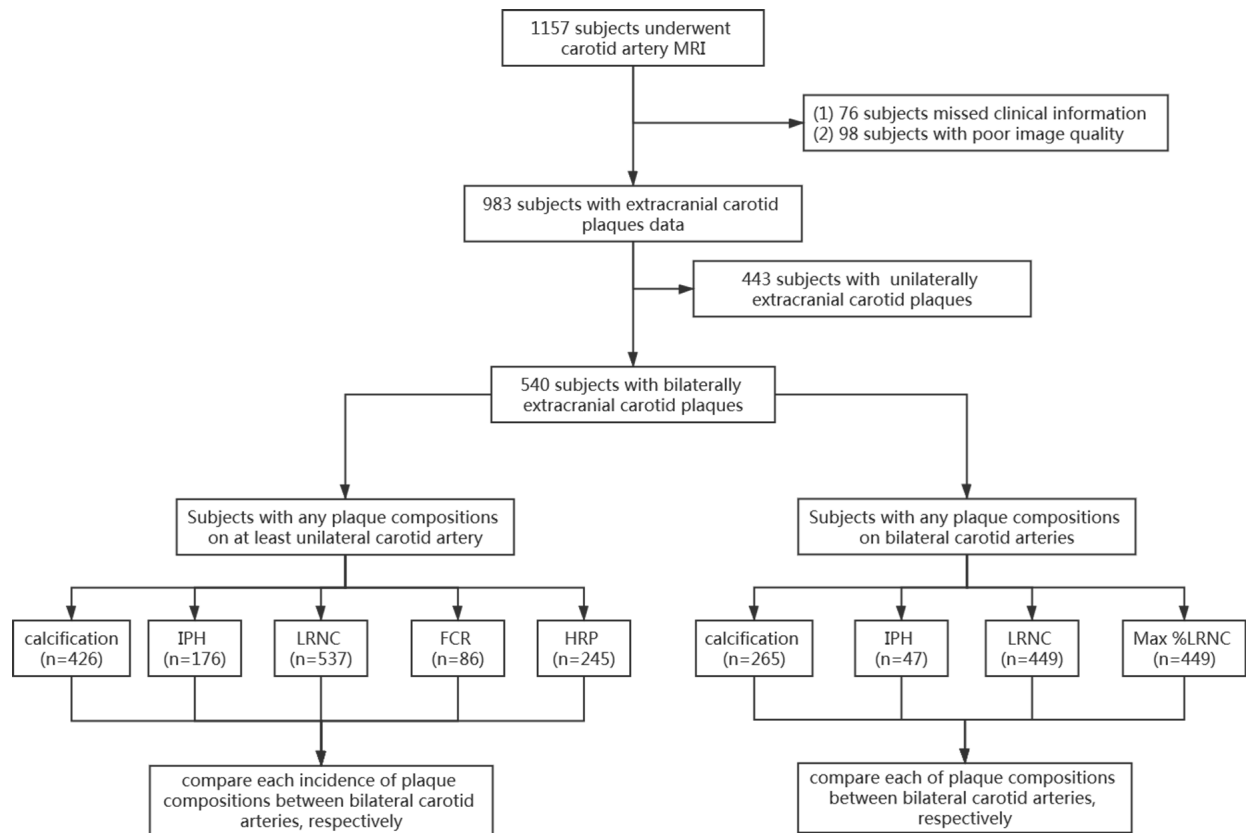 1157 subjects underwent
carotid artery MRI
(1) 76 subjects missed clinical information
(2) 98 subjects with poor image quality
983 subjects with extracranial carotid
plaques data
443 subjects with unilaterally
extracranial carotid plaques
540 subjects with bilaterally
extracranial carotid plaques
Subjects with any plaque compositions
on at least unilateral carotid artery
Subjects with any plaque compositions
on bilateral carotid arteries
calcification
(n=426)
IPH
(n=176)
LRNC
(n=537)
FCR
(n=86)
HRP
(n=245)
calcification
(n=265)
IPH
(n=47)
LRNC
(n=449)
Max %LRNC
(n=449)
compare each incidence of plaque
compositions between bilateral carotid
arteries, respectively
compare each of plaque compositions
between bilateral carotid arteries,
respectively